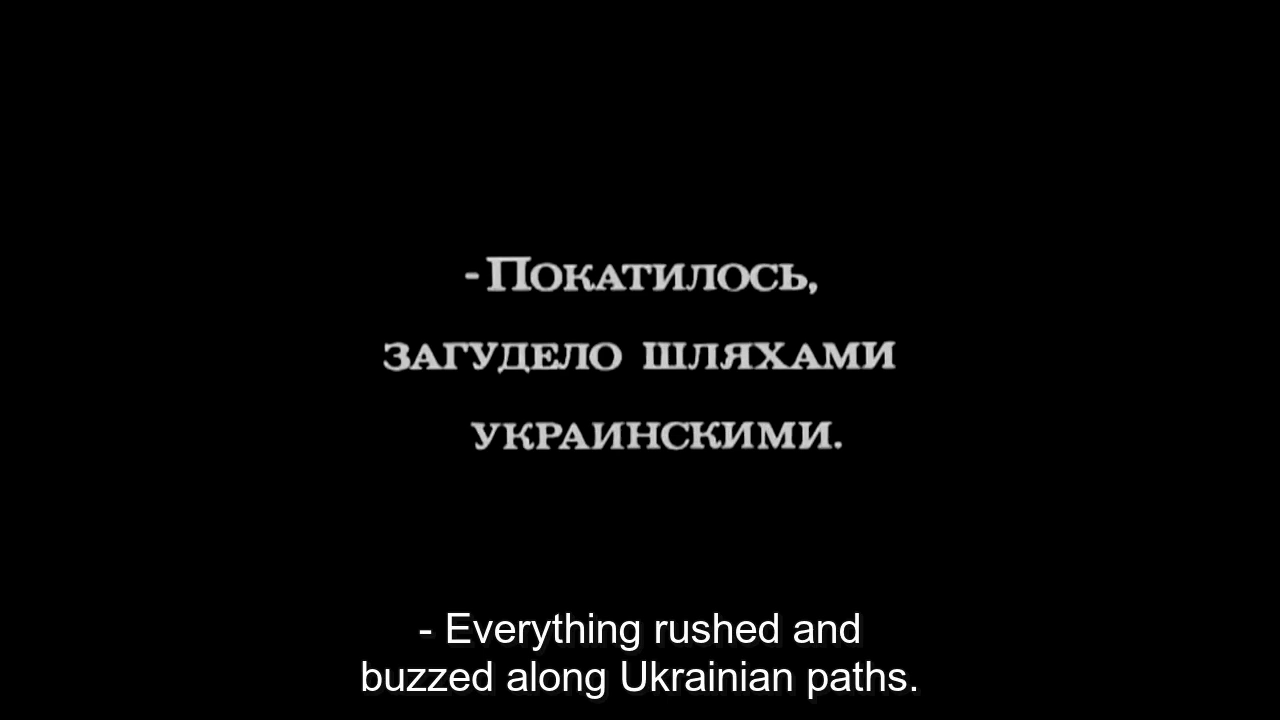 -Покатилось,
загудело шляхами
украинскими.
- Everything rushed and
buzzed along Ukrainian paths.